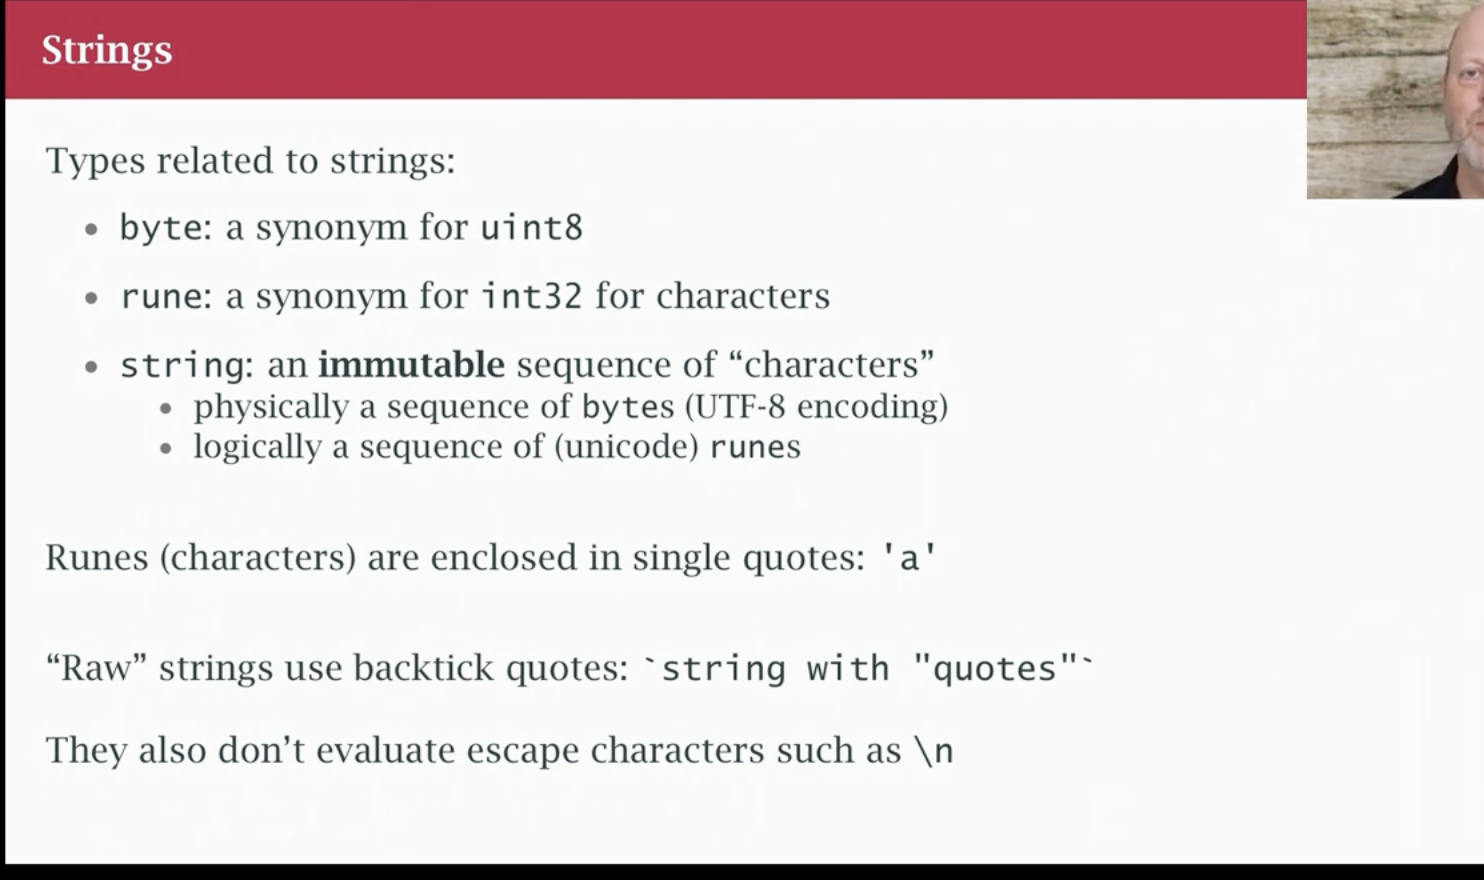 Strings
Types related to strings:
• byte: a synonym for uint8
• rune: a synonym for int32 for characters
• string: an immutable sequence of “characters”
• physically a sequence of bytes (UTF-8 encoding)
• logically a sequence of (unicode) runes
Runes (characters) are enclosed in single quotes: 'a'
“Raw” strings use backtick quotes: `string with "quotes"`
They also don’t evaluate escape characters such as \n